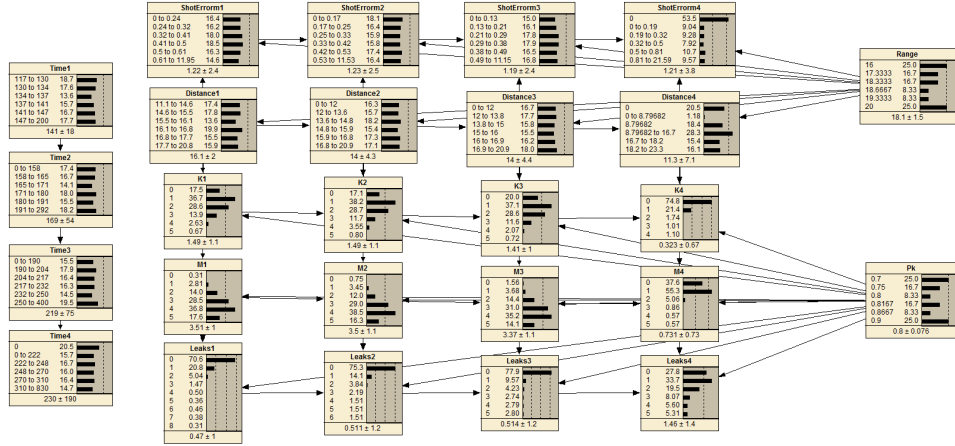 Time1
117 to 130 18.7
130 to 134 17.6
134 to 137 13.6
137 to 141 15.7
141 to 147 16.7
147 to 200 17.7
141 ± 18
Time2
0 to 158 17.4
158 to 165 16.7
165 to 171 14.1
171 to 180 18.0
180 to 191 15.5
191 to 292 18.2
169 ± 54
Time3
0 to 190 15.5
190 to 204 17.9
204 to 217 16.4
217 to 232 16.3
232 to 250 14.5
250 to 400 19.5
219 ± 75
Time4
0 20.5
0 to 222 15.7
222 to 248 16.7
248 to 270 16.0
270 to 310 16.4
310 to 830 14.7
230 ± 190
ShotErrorm1
0 to 0.24 16.4
0.24 to 0.32 16.2
0.32 to 0.41 18.0
0.41 to 0.5 18.5
0.5 to 0.61 16.3
0.61 to 11.95 14.6
1.22 ± 2.4
Distance1
11.1 to 14.6 17.4
14.6 to 15.5 17.8
15.5 to 16.1 13.6
16.1 to 16.8 19.9
16.8 to 17.7 15.5
17.7 to 20.8 15.9
16.1 ± 2
K1
0 17.5
1 36.7
2 28.6
3 13.9
4 2.63
5 0.67
1.49 ± 1.1
M1
0 0.31
1 2.81
2 14.0
3 28.5
4 36.8
5 17.6
3.51 ± 1
Leaks1
0 70.6
1 20.8
2 5.04
3 1.47
4 0.50
5 0.36
6 0.46
7 0.38
8 0.31
0.47 ± 1
ShotErrorm2
0 to 0.17 18.1
0.17 to 0.25 16.4
0.25 to 0.33 15.9
0.33 to 0.42 15.8
0.42 to 0.53 17.4
0.53 to 11.53 16.4
1.23 ± 2.5
Distance2
0 to 12 16.3
12 to 13.6 15.7
13.6 to 14.8 18.2
14.8 to 15.9 15.4
15.9 to 16.8 17.3
16.8 to 20.9 17.1
14 ± 4.3
K2
0 17.1
1 38.2
2 28.7
3 11.7
4 3.55
5 0.80
1.49 ± 1.1
M2
0 0.75
1 3.45
2 12.0
3 29.0
4 38.5
5 16.3
3.5 ± 1.1
Leaks2
0 75.3
1 14.1
2 3.84
3 2.19
4 1.51
5 1.51
6 1.51
0.511 ± 1.2
ShotErrorm3
0 to 0.13 15.0
0.13 to 0.21 16.1
0.21 to 0.29 17.8
0.29 to 0.38 17.9
0.38 to 0.49 16.5
0.49 to 11.15 16.8
1.19 ± 2.4
Distance3
0 to 12 16.7
12 to 13.8 17.7
13.8 to 15 15.8
15 to 16 15.5
16 to 16.9 16.2
16.9 to 20.9 18.0
14 ± 4.4
K3
0 20.0
1 37.1
2 28.6
3 11.6
4 2.07
5 0.72
1.41 ± 1
M3
0 1.56
1 3.68
2 14.4
3 31.0
4 35.2
5 14.1
3.37 ± 1.1
Leaks3
0 77.9
1 9.57
2 4.23
3 2.74
4 2.79
5 2.80
0.514 ± 1.2
ShotErrorm4
0 53.5
0 to 0.19 9.04
0.19 to 0.32 9.28
0.32 to 0.5 7.92
0.5 to 0.81 10.7
0.81 to 21.59 9.57
1.21 ± 3.8
Distance4
0 20.5
0 to 8.79682 1.18
8.79682 18.4
8.79682 to 16.7 28.3
16.7 to 18.2 15.4
18.2 to 23.3 16.1
11.3 ± 7.1
K4
0 74.8
1 21.4
2 1.74
3 1.01
4 1.10
0.323 ± 0.67
M4
0 37.6
1 55.3
2 5.06
3 0.86
4 0.57
5 0.57
0.731 ± 0.73
Leaks4
0 27.8
1 33.7
2 19.5
3 8.07
4 5.60
5 5.31
1.46 ± 1.4
Range
16 25.0
17.3333 16.7
18.3333 16.7
18.6667 8.33
19.3333 8.33
20 25.0
18.1 ± 1.5
Pk
0.7 25.0
0.75 16.7
0.8 8.33
0.8167 16.7
0.8667 8.33
0.9 25.0
0.8 ± 0.076